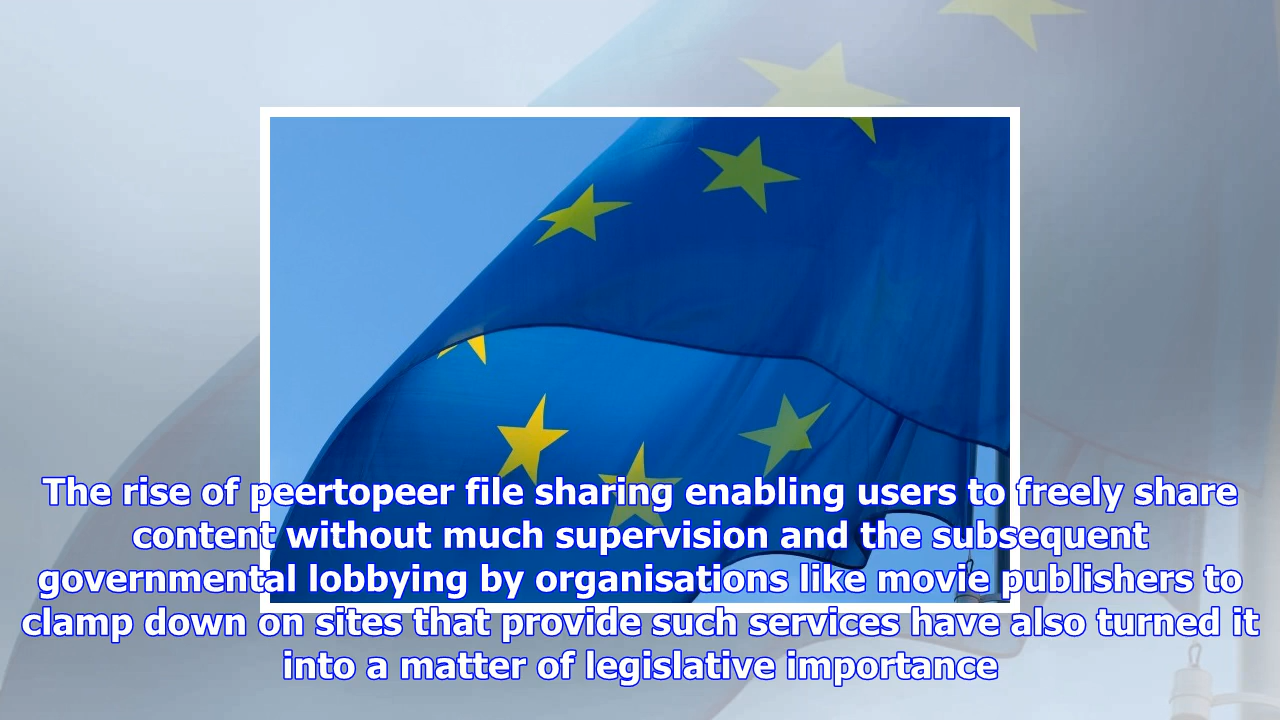 The rise of peertopeer file sharing enabling users to freely share
content without much supervision and the subsequent
governmental lobbying by organisations like movie publishers to
clamp down on sites that provide such services have also turned it
into a matter of legislative importance